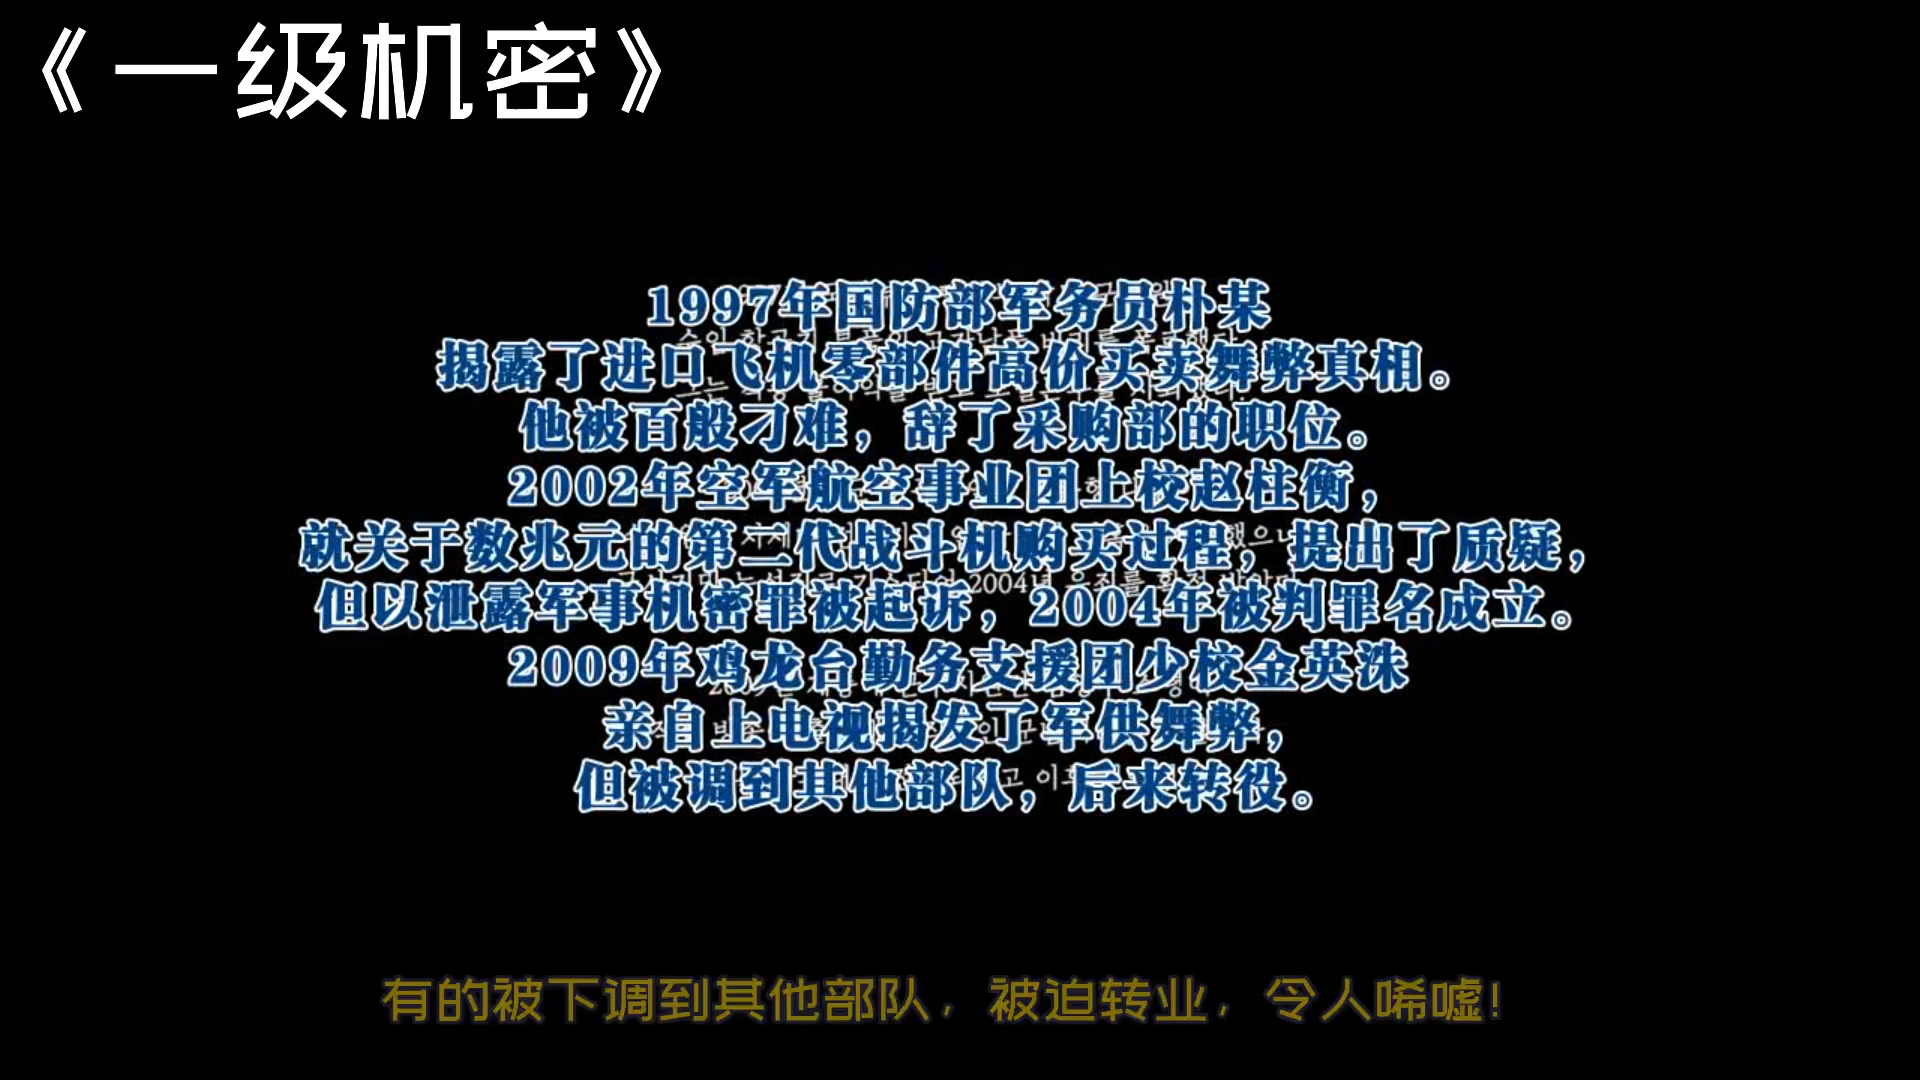 《一级机密》
1997年国防部军务员朴某
揭露了进口飞机零部件高价买卖舞弊真相。
他被百般刁难，辞了采购部的职位。
2002年空军航空事业团上校赵柱衡，
就关于数兆元的第二代战斗机购买过程，提出了质疑，
但以泄露军事机密罪被起诉，2004年被判罪名成立。
2009年鸡龙台勤务支援团少校金英洙
亲自上电视揭发了军供舞弊，
但被调到其他部队，后来转役。
有的被下调到其他部队，被迫转业，令人唏嘘！